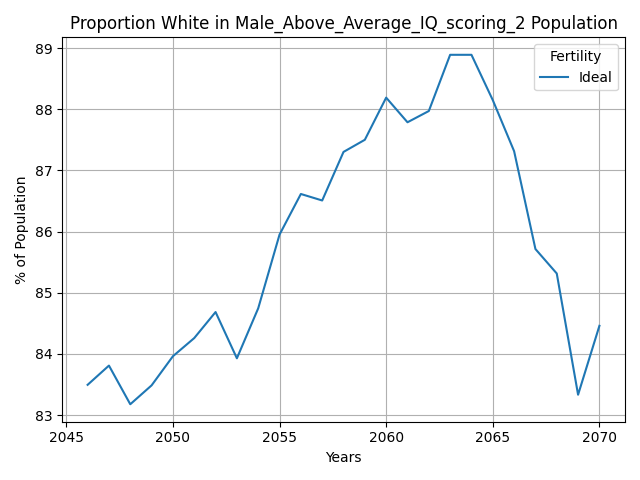 Proportion White in Male_Above_Average_IQ_scoring_2 Population
Fertility
Ideal
% of Population
89
88
87
86
85
84
83
2045 2050 2055 2060 2065 2070
Years